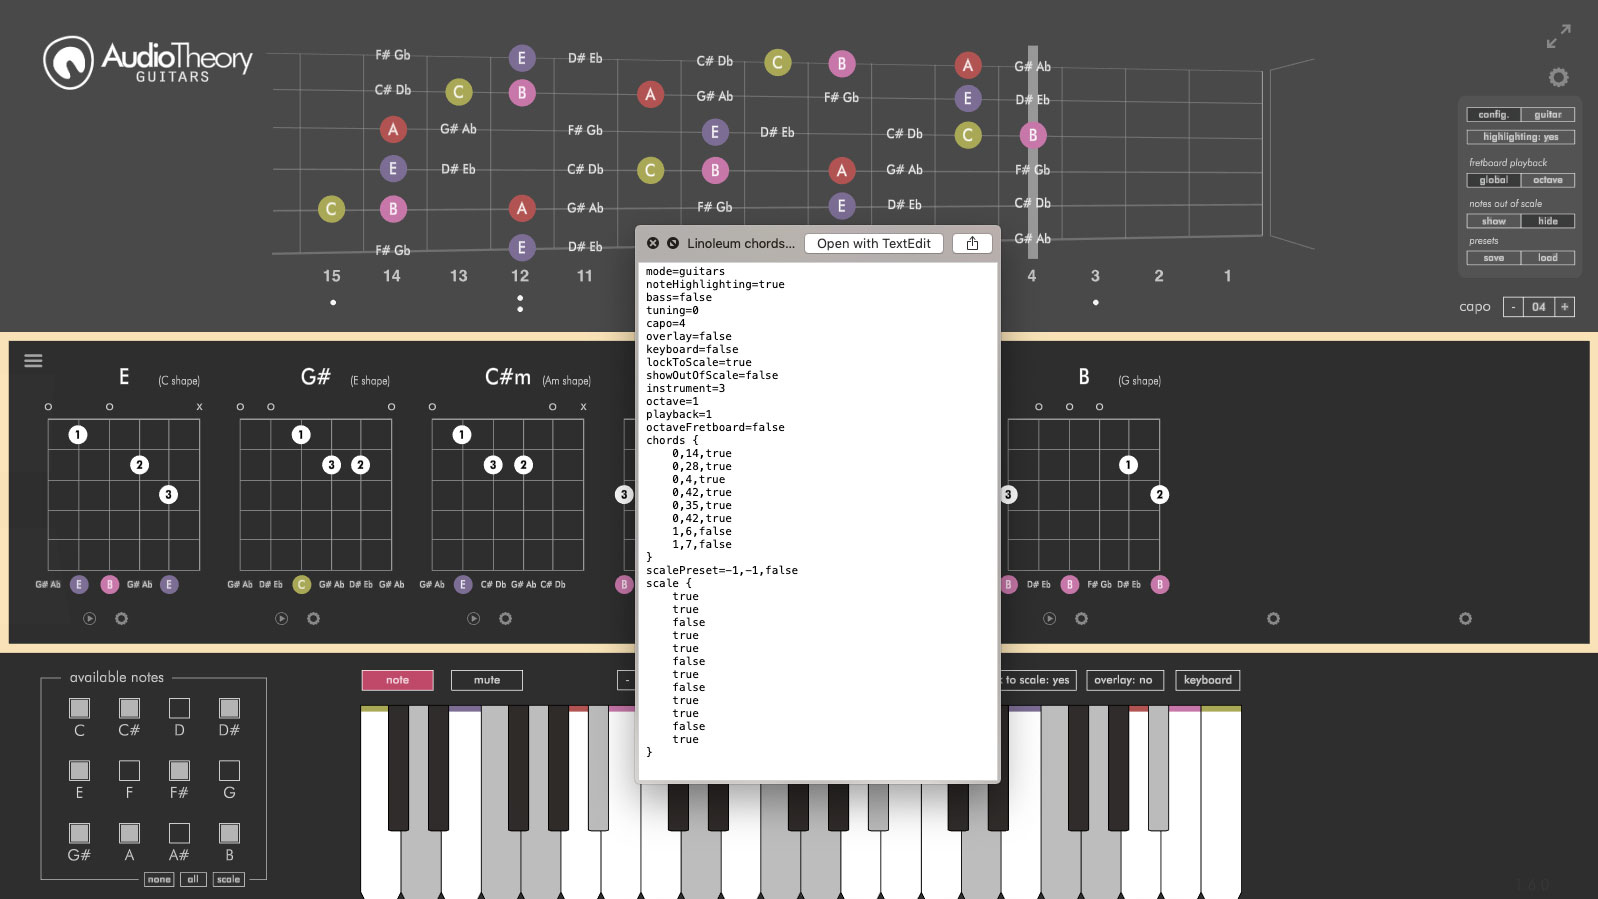 AudioTheory
GUITARS
F# Gb E D# Eb C# Db C B A G# Ab
C# Db C B A G# Ab F# Gb E D# Eb
A G# Ab F# Gb E D# Eb C# Db C B
E D# Eb C# Db C B A G# Ab F# Gb
C B A G# Ab F# Gb E D# Eb C# Db
F# Gb E D# Eb G# Ab
15 14 13 12 11 4 3 2 1
config. guitar
highlighting: yes
fretboard playback
global octave
notes out of scale
show hide
presets
save load
capo - 04 +
Linoleum chords... Open with TextEdit
mode=guitars
noteHighlighting=true
bass=false
tuning=0
capo=4
overlay=false
keyboard=false
lockToScale=true
showOutOfScale=false
instrument=3
octave=1
playback=1
octaveFretboard=false
chords {
0,14,true
0,28,true
0,4,true
0,42,true
0,35,true
0,42,true
1,6,false
1,7,false
}
scalePreset=-1,-1,false
scale {
true
true
false
true
true
false
true
false
true
true
false
true
}
E (C shape) G# (E shape) C#m (Am shape) B (G shape)
o o x o o o o o x o o o
1 1 1
2 3 2 3 2 1
3 3 3 2
G# Ab E B G# Ab E G# Ab D# Eb C G# Ab D# Eb G# Ab G# Ab E C# Db G# Ab C# Db B B D# Eb B F# Gb B
available notes
C C# D D#
E F F# G
G# A A# B
none all scale
note mute - to scale: yes overlay: no keyboard
1.6.0